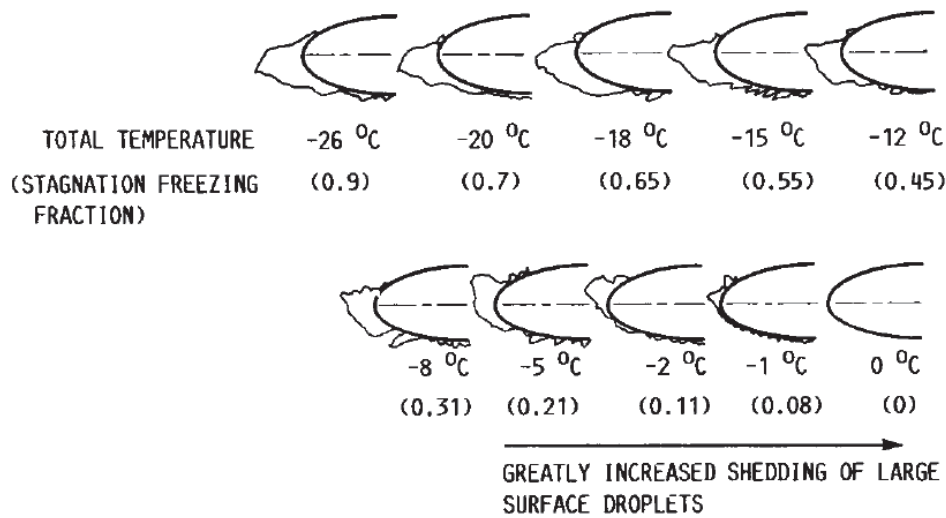 TOTAL TEMPERATURE -26 °C -20 °C -18 °C -15 °C -12 °C
(STAGNATION FREEZING (0.9) (0.7) (0.65) (0.55) (0.45)
FRACTION)
-8 °C -5 °C -2 °C -1 °C 0 °C
(0.31) (0.21) (0.11) (0.08) (0)
GREATLY INCREASED SHEDDING OF LARGE
SURFACE DROPLETS